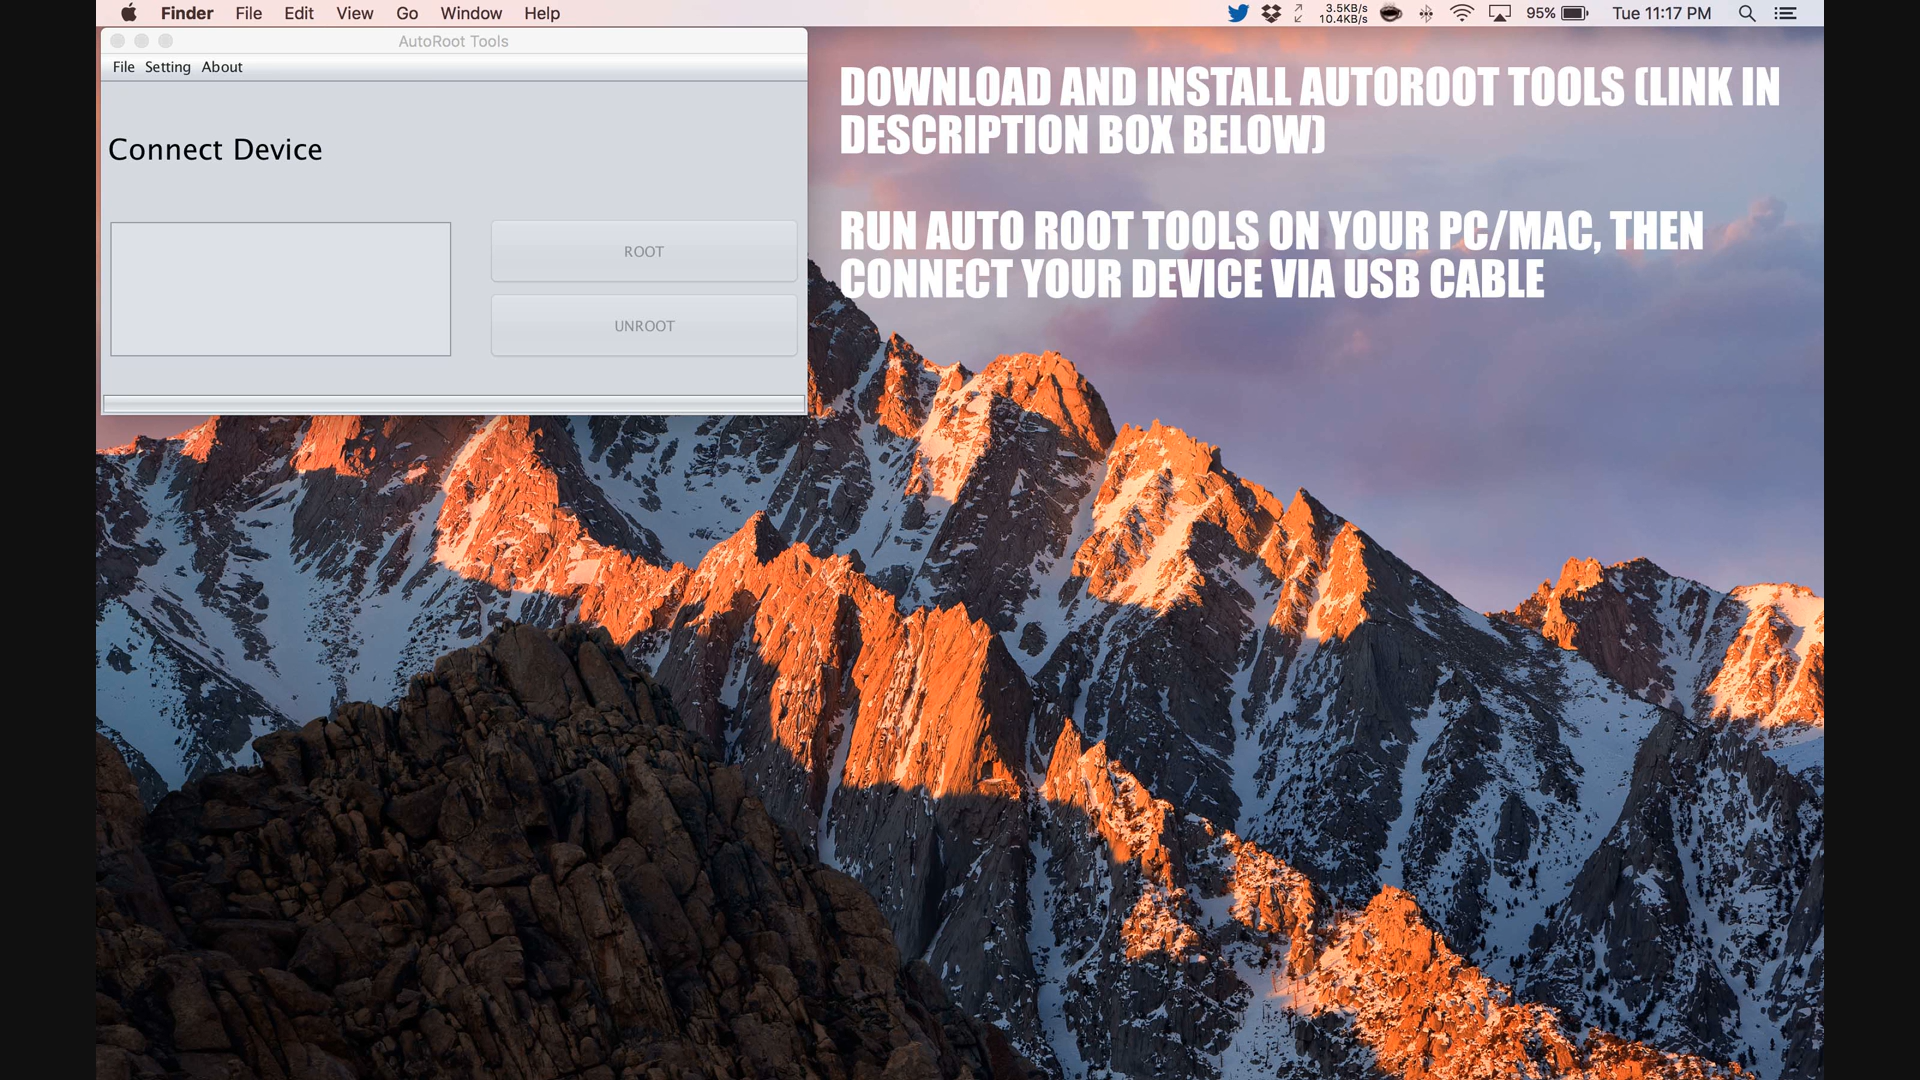 Finder File Edit View Go Window Help 3.5KB/s 10.4KB/s 95% Tue 11:17 PM
AutoRoot Tools
File Setting About
Connect Device
ROOT
UNROOT
DOWNLOAD AND INSTALL AUTOROOT TOOLS (LINK IN
DESCRIPTION BOX BELOW)
RUN AUTO ROOT TOOLS ON YOUR PC/MAC, THEN
CONNECT YOUR DEVICE VIA USB CABLE